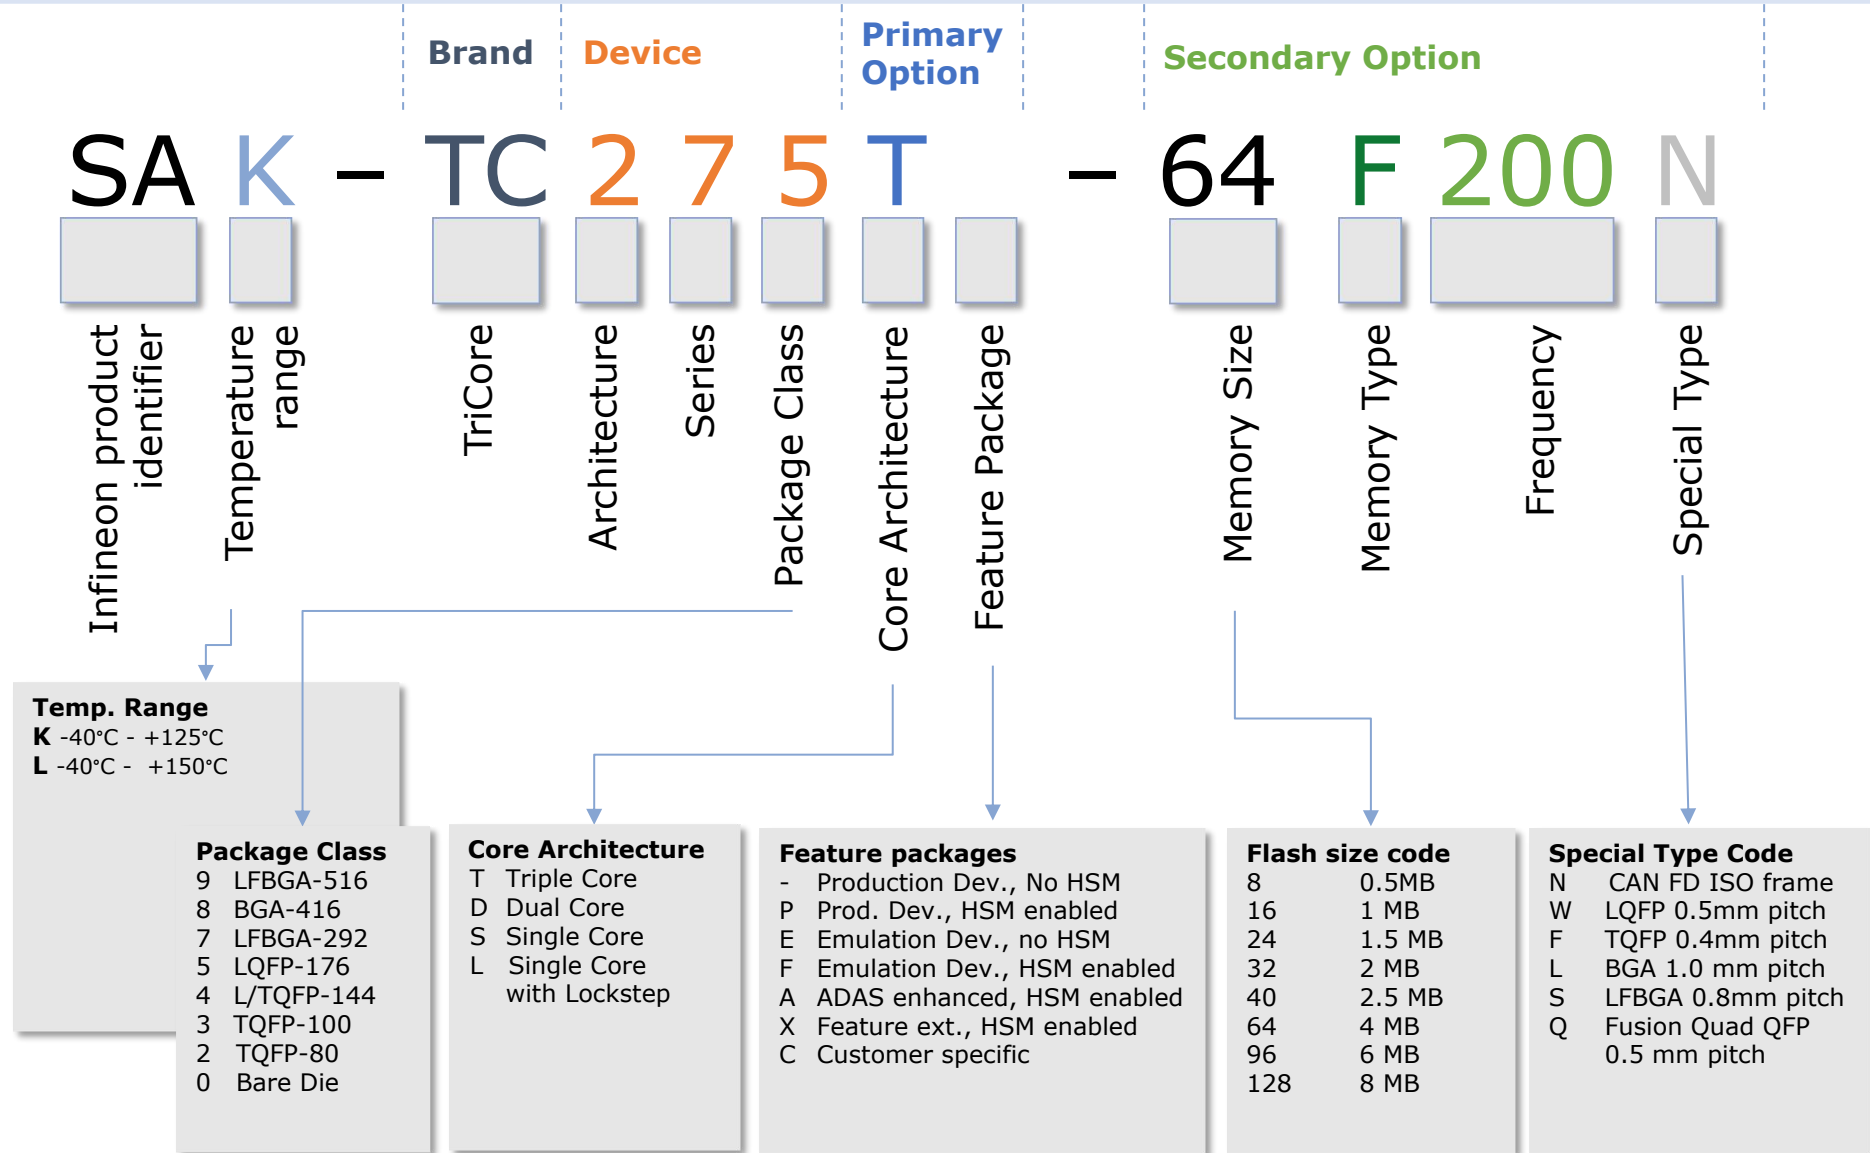 Brand
Device
Primary
Option
Secondary Option
SA K - TC 2 7 5 T - 64 F 200 N
Infineon product
identifier
Temperature
range
TriCore
Architecture
Series
Package Class
Core Architecture
Feature Package
Memory Size
Memory Type
Frequency
Special Type
Temp. Range
K -40°C - +125°C
L -40°C - +150°C
Package Class
9 LFBGA-516
8 BGA-416
7 LFBGA-292
5 LQFP-176
4 L/TQFP-144
3 TQFP-100
2 TQFP-80
0 Bare Die
Core Architecture
T Triple Core
D Dual Core
S Single Core
L Single Core
with Lockstep
Feature packages
- Production Dev., No HSM
P Prod. Dev., HSM enabled
E Emulation Dev., no HSM
F Emulation Dev., HSM enabled
A ADAS enhanced, HSM enabled
X Feature ext., HSM enabled
C Customer specific
Flash size code
8 0.5MB
16 1 MB
24 1.5 MB
32 2 MB
40 2.5 MB
64 4 MB
96 6 MB
128 8 MB
Special Type Code
N CAN FD ISO frame
W LQFP 0.5mm pitch
F TQFP 0.4mm pitch
L BGA 1.0 mm pitch
S LFBGA 0.8mm pitch
Q Fusion Quad QFP
0.5 mm pitch